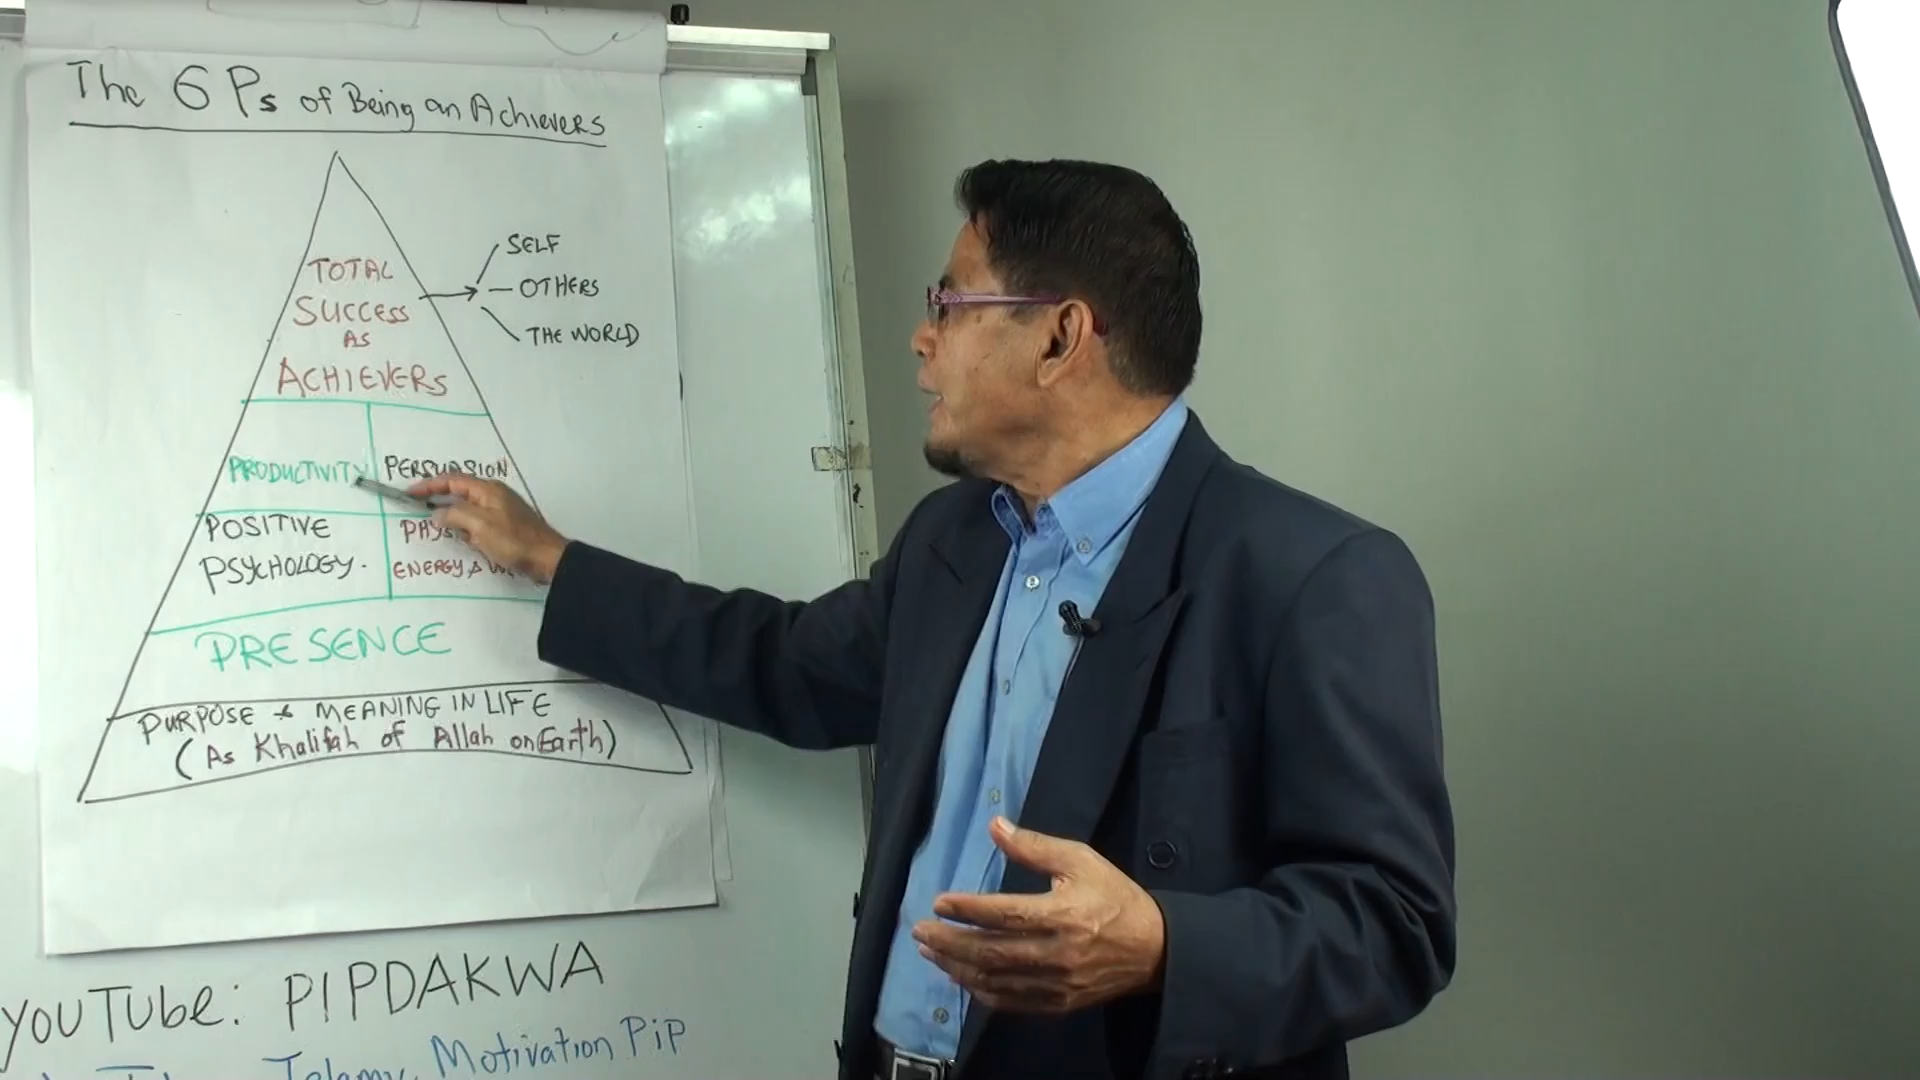 The 6 Ps of Being an Achievers
TOTAL
SUCCESS
AS
ACHIEVERS
SELF
OTHERS
THE WORLD
PRODUCTIVITY
PERSUASION
POSITIVE
PSYCHOLOGY.
ENERGY
PRESENCE
PURPOSE & MEANING IN LIFE
(As Khalifah of Allah on Earth)
YOUTUBE: PIPDAKWA
Motivation PiP